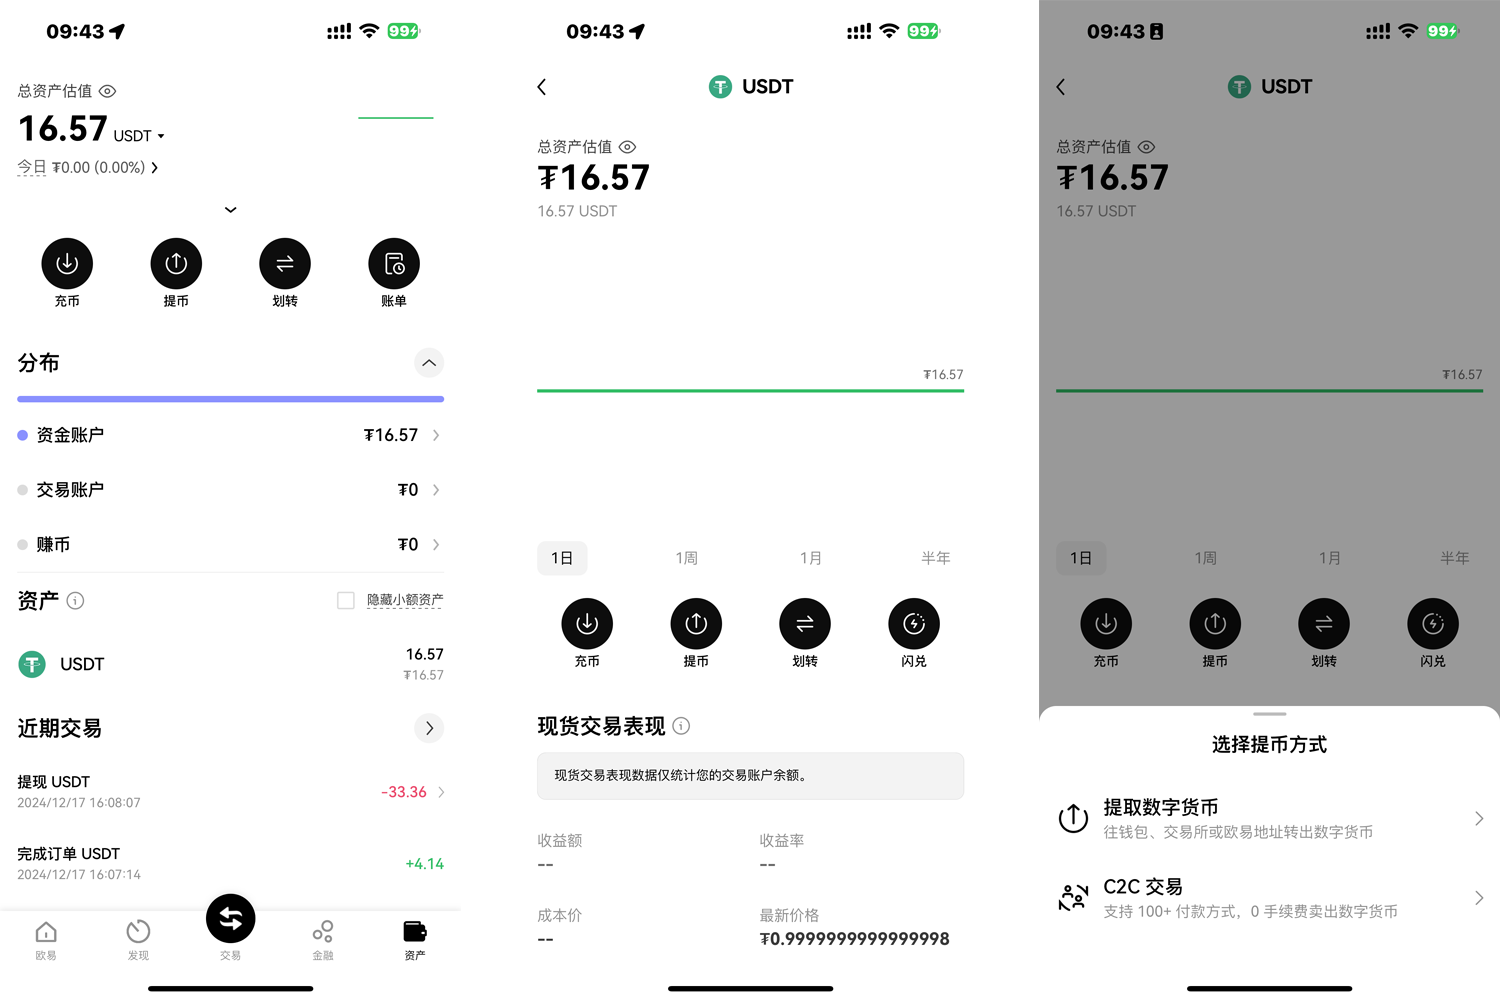 09:43
99
总资产估值
16.57 USDT
今日 ₮0.00 (0.00%)
充币
提币
划转
账单
分布
资金账户
₮16.57
交易账户
₮0
赚币
₮0
资产
隐藏小额资产
USDT
16.57
₮16.57
近期交易
提现 USDT
2024/12/17 16:08:07
-33.36
完成订单 USDT
2024/12/17 16:07:14
+4.14
欧易
发现
交易
金融
资产
09:43
99
USDT
总资产估值
₮16.57
16.57 USDT
₮16.57
1日
1周
1月
半年
充币
提币
划转
闪兑
现货交易表现
现货交易表现数据仅统计您的交易账户余额。
收益额
--
收益率
--
成本价
--
最新价格
₮0.9999999999999998
09:43
99
USDT
总资产估值
₮16.57
16.57 USDT
₮16.57
1日
1周
1月
半年
充币
提币
划转
闪兑
选择提币方式
提取数字货币
往钱包、交易所或欧易地址转出数字货币
C2C 交易
支持 100+ 付款方式，0 手续费卖出数字货币